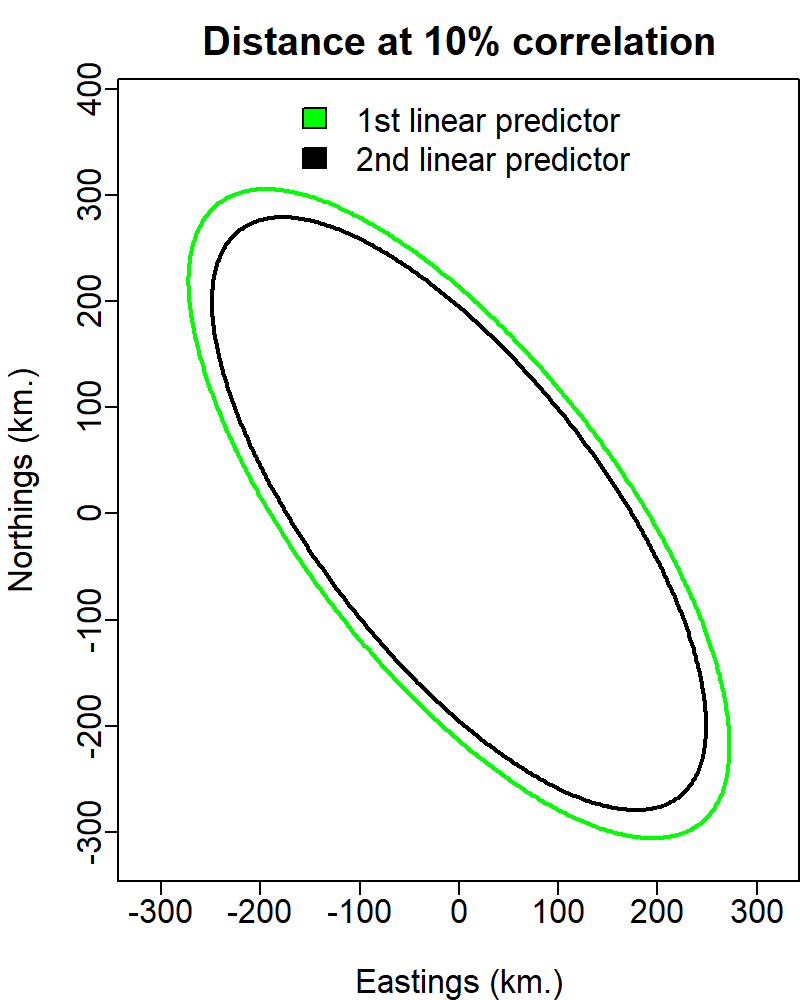 Distance at 10% correlation
1st linear predictor
2nd linear predictor
400
300
200
100
0
-100
-200
-300
Northings (km.)
-300 -200 -100 0 100 200 300
Eastings (km.)